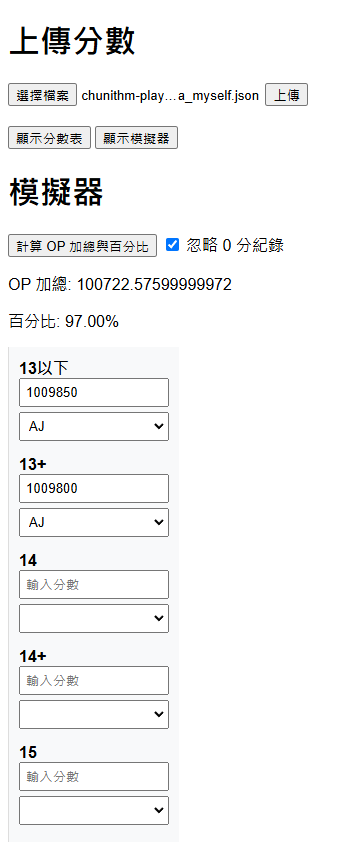 上傳分數
選擇檔案 chunithm-play…a_myself.json 上傳
顯示分數表 顯示模擬器
模擬器
計算 OP 加總與百分比 忽略 0 分紀錄
OP 加總: 100722.57599999972
百分比: 97.00%
13以下
1009850
AJ
13+
1009800
AJ
14
輸入分數
14+
輸入分數
15
輸入分數